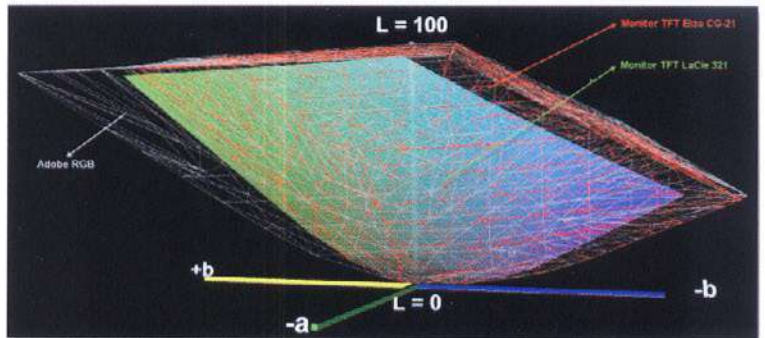 L = 100
Monitor TFT Eizo CG-21
Monitor TFT LaCie 321
Adobe RGB
+b
-b
L = 0
-a